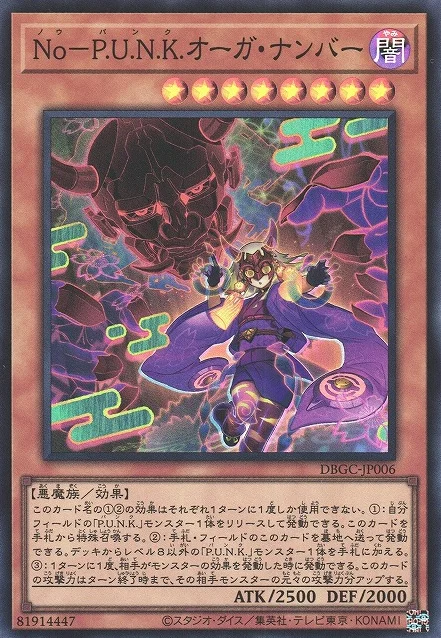 ノウ パンク
No－P.U.N.K.オーガ・ナンバー
闇
DBGC-JP006
【悪魔族／効果】
このカード名の①②の効果はそれぞれ１ターンに１度しか使用できない。①：自分
フィールドの「P.U.N.K.」モンスター１体をリリースして発動できる。このカードを
手札から特殊召喚する。②：手札・フィールドのこのカードを墓地へ送って発動
できる。デッキからレベル８以外の「P.U.N.K.」モンスター１体を手札に加える。
③：１ターンに１度、相手がモンスターの効果を発動した時に発動できる。このカード
の攻撃力はターン終了時まで、その相手モンスターの元々の攻撃力分アップする。
ATK/2500 DEF/2000
81914447
©スタジオ・ダイス／集英社・テレビ東京・KONAMI